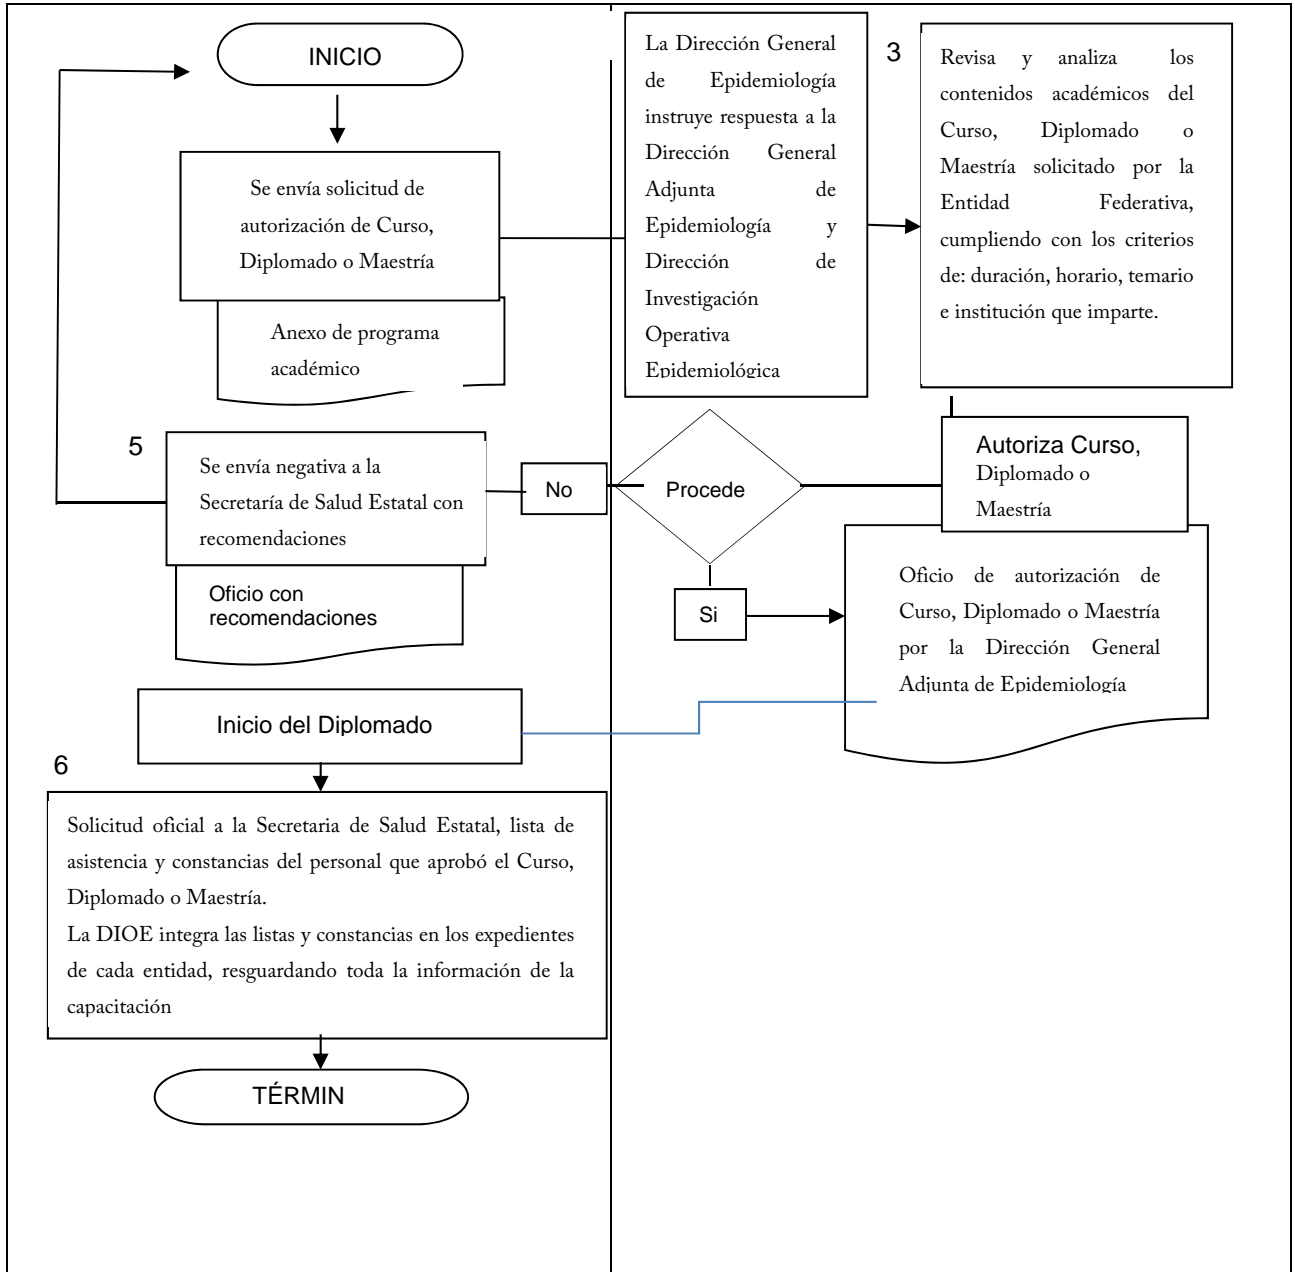 INICIO
Se envía solicitud de
autorización de Curso,
Diplomado o Maestría
Anexo de programa
académico
La Dirección General
de Epidemiología
instruye respuesta a la
Dirección General
Adjunta de
Epidemiología y
Dirección de
Investigación
Operativa
Epidemiológica
3
Revisa y analiza los
contenidos académicos del
Curso, Diplomado o
Maestría solicitado por la
Entidad Federativa,
cumpliendo con los criterios
de: duración, horario, temario
e institución que imparte.
Autoriza Curso,
Diplomado o
Maestría
Procede
No
Si
5
Se envía negativa a la
Secretaría de Salud Estatal con
recomendaciones
Oficio con
recomendaciones
Oficio de autorización de
Curso, Diplomado o Maestría
por la Dirección General
Adjunta de Epidemiología
Inicio del Diplomado
6
Solicitud oficial a la Secretaria de Salud Estatal, lista de
asistencia y constancias del personal que aprobó el Curso,
Diplomado o Maestría.
La DIOE integra las listas y constancias en los expedientes
de cada entidad, resguardando toda la información de la
capacitación
TÉRMIN